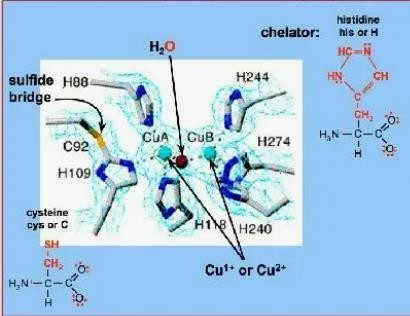 chelator:
histidine
his or H
H₂O
sulfide
bridge
H88
H244
CuA
CuB
C92
H274
H109
H118
H240
cysteine
cys or C
Cu¹⁺ or Cu²⁺
HC
N
HN
CH
C
CH₂
H₃N
C
C
O
O
H
SH
CH₂
H₃N
C
C
O
O
H